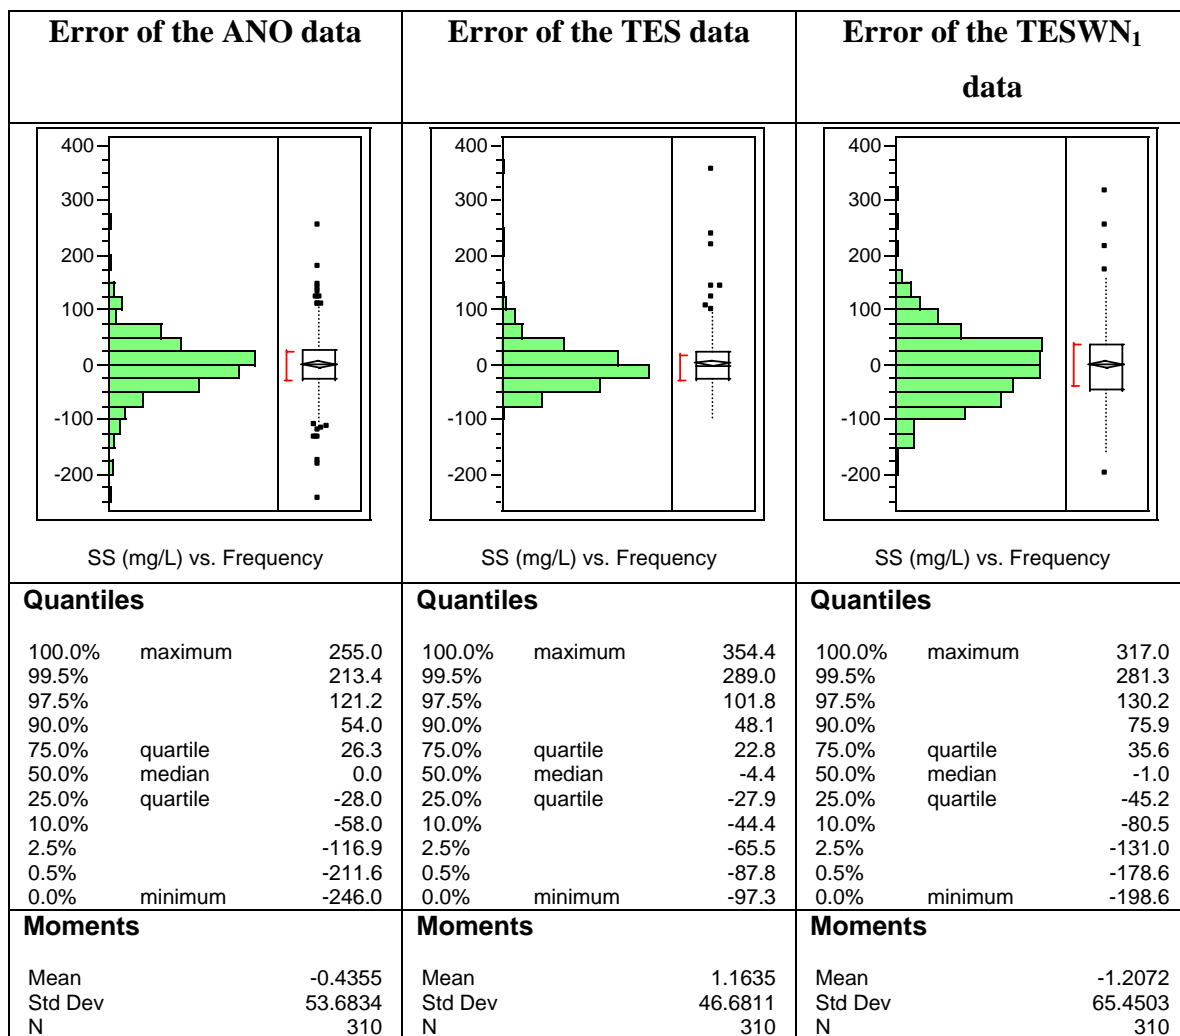 Error of the ANO data
Error of the TES data
Error of the TESWN₁
data
400
300
200
100
0
-100
-200
SS (mg/L) vs. Frequency
400
300
200
100
0
-100
-200
SS (mg/L) vs. Frequency
400
300
200
100
0
-100
-200
SS (mg/L) vs. Frequency
Quantiles
100.0% maximum 255.0
99.5% 213.4
97.5% 121.2
90.0% 54.0
75.0% quartile 26.3
50.0% median 0.0
25.0% quartile -28.0
10.0% -58.0
2.5% -116.9
0.5% -211.6
0.0% minimum -246.0
Quantiles
100.0% maximum 354.4
99.5% 289.0
97.5% 101.8
90.0% 48.1
75.0% quartile 22.8
50.0% median -4.4
25.0% quartile -27.9
10.0% -44.4
2.5% -65.5
0.5% -87.8
0.0% minimum -97.3
Quantiles
100.0% maximum 317.0
99.5% 281.3
97.5% 130.2
90.0% 75.9
75.0% quartile 35.6
50.0% median -1.0
25.0% quartile -45.2
10.0% -80.5
2.5% -131.0
0.5% -178.6
0.0% minimum -198.6
Moments
Mean -0.4355
Std Dev 53.6834
N 310
Moments
Mean 1.1635
Std Dev 46.6811
N 310
Moments
Mean -1.2072
Std Dev 65.4503
N 310